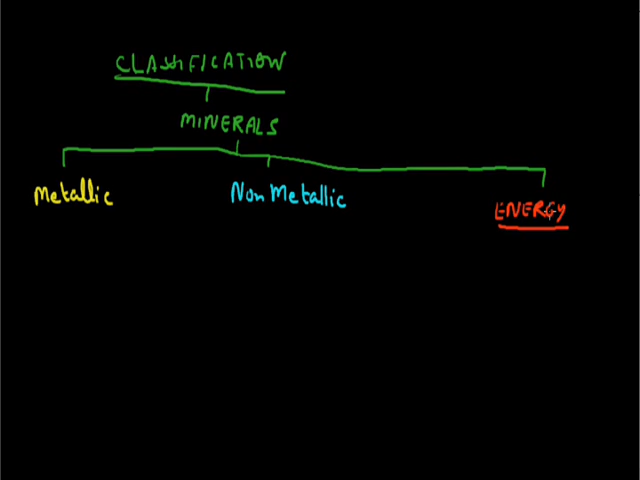 CLASSIFICATION
MINERALS
Metallic
Non Metallic
ENERGY